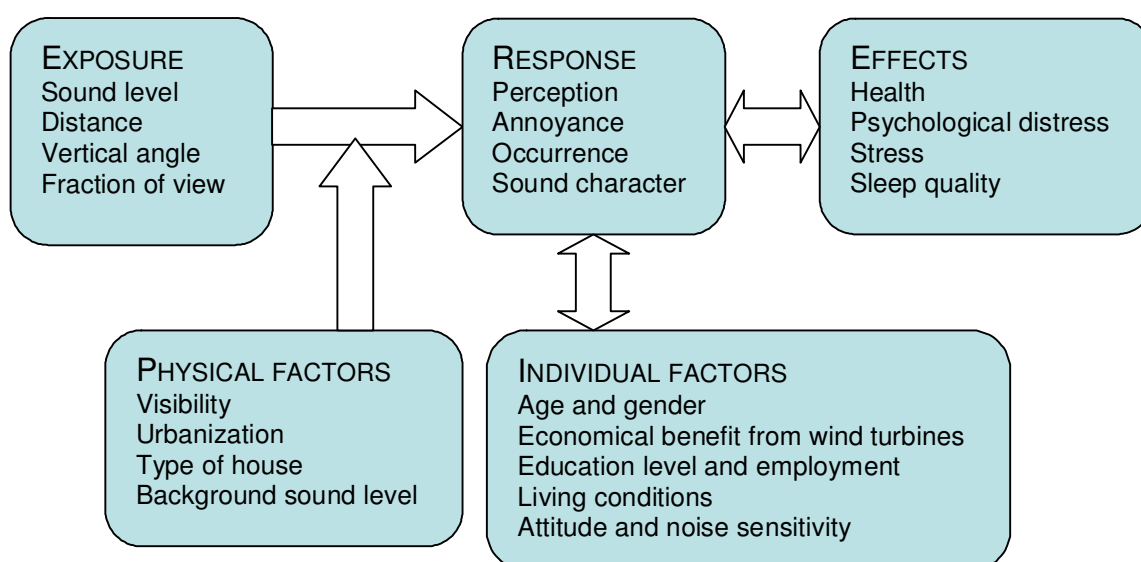 EXPOSURE
Sound level
Distance
Vertical angle
Fraction of view
RESPONSE
Perception
Annoyance
Occurrence
Sound character
EFFECTS
Health
Psychological distress
Stress
Sleep quality
PHYSICAL FACTORS
Visibility
Urbanization
Type of house
Background sound level
INDIVIDUAL FACTORS
Age and gender
Economical benefit from wind turbines
Education level and employment
Living conditions
Attitude and noise sensitivity